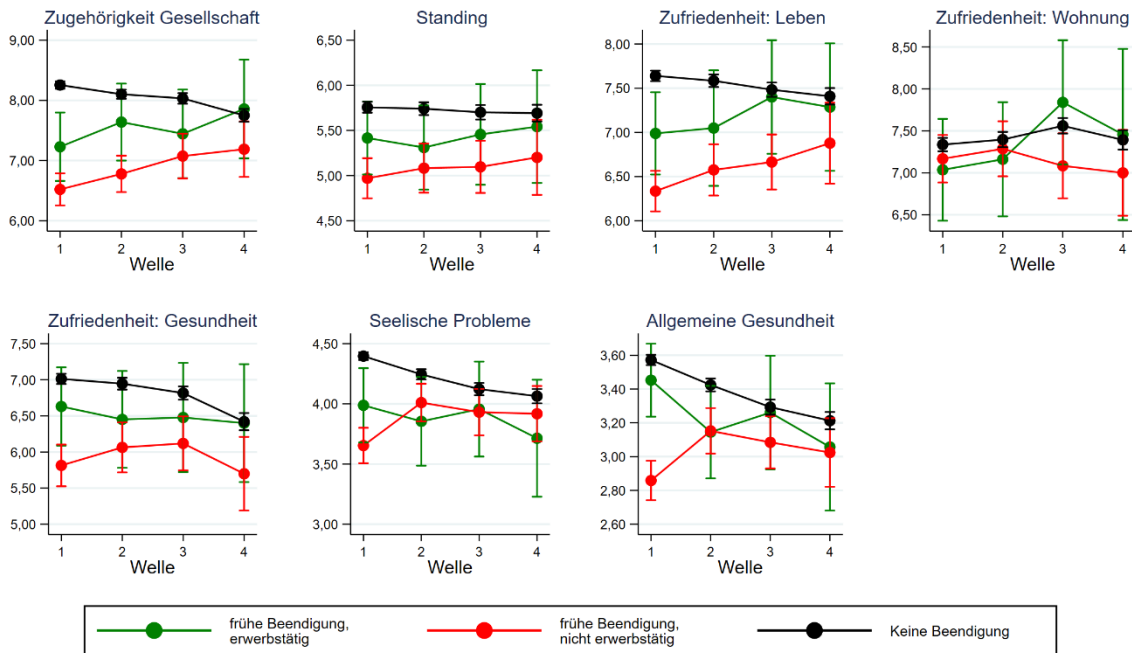 Zugehörigkeit Gesellschaft
9,00
8,00
7,00
6,00
1 2 3 4
Welle
Standing
6,50
6,00
5,50
5,00
4,50
1 2 3 4
Welle
Zufriedenheit: Leben
8,00
7,50
7,00
6,50
6,00
1 2 3 4
Welle
Zufriedenheit: Wohnung
8,50
8,00
7,50
7,00
6,50
1 2 3 4
Welle
Zufriedenheit: Gesundheit
7,50
7,00
6,50
6,00
5,50
5,00
1 2 3 4
Welle
Seelische Probleme
4,50
4,00
3,50
3,00
1 2 3 4
Welle
Allgemeine Gesundheit
3,60
3,40
3,20
3,00
2,80
2,60
1 2 3 4
Welle
frühe Beendigung,
erwerbstätig
frühe Beendigung,
nicht erwerbstätig
Keine Beendigung